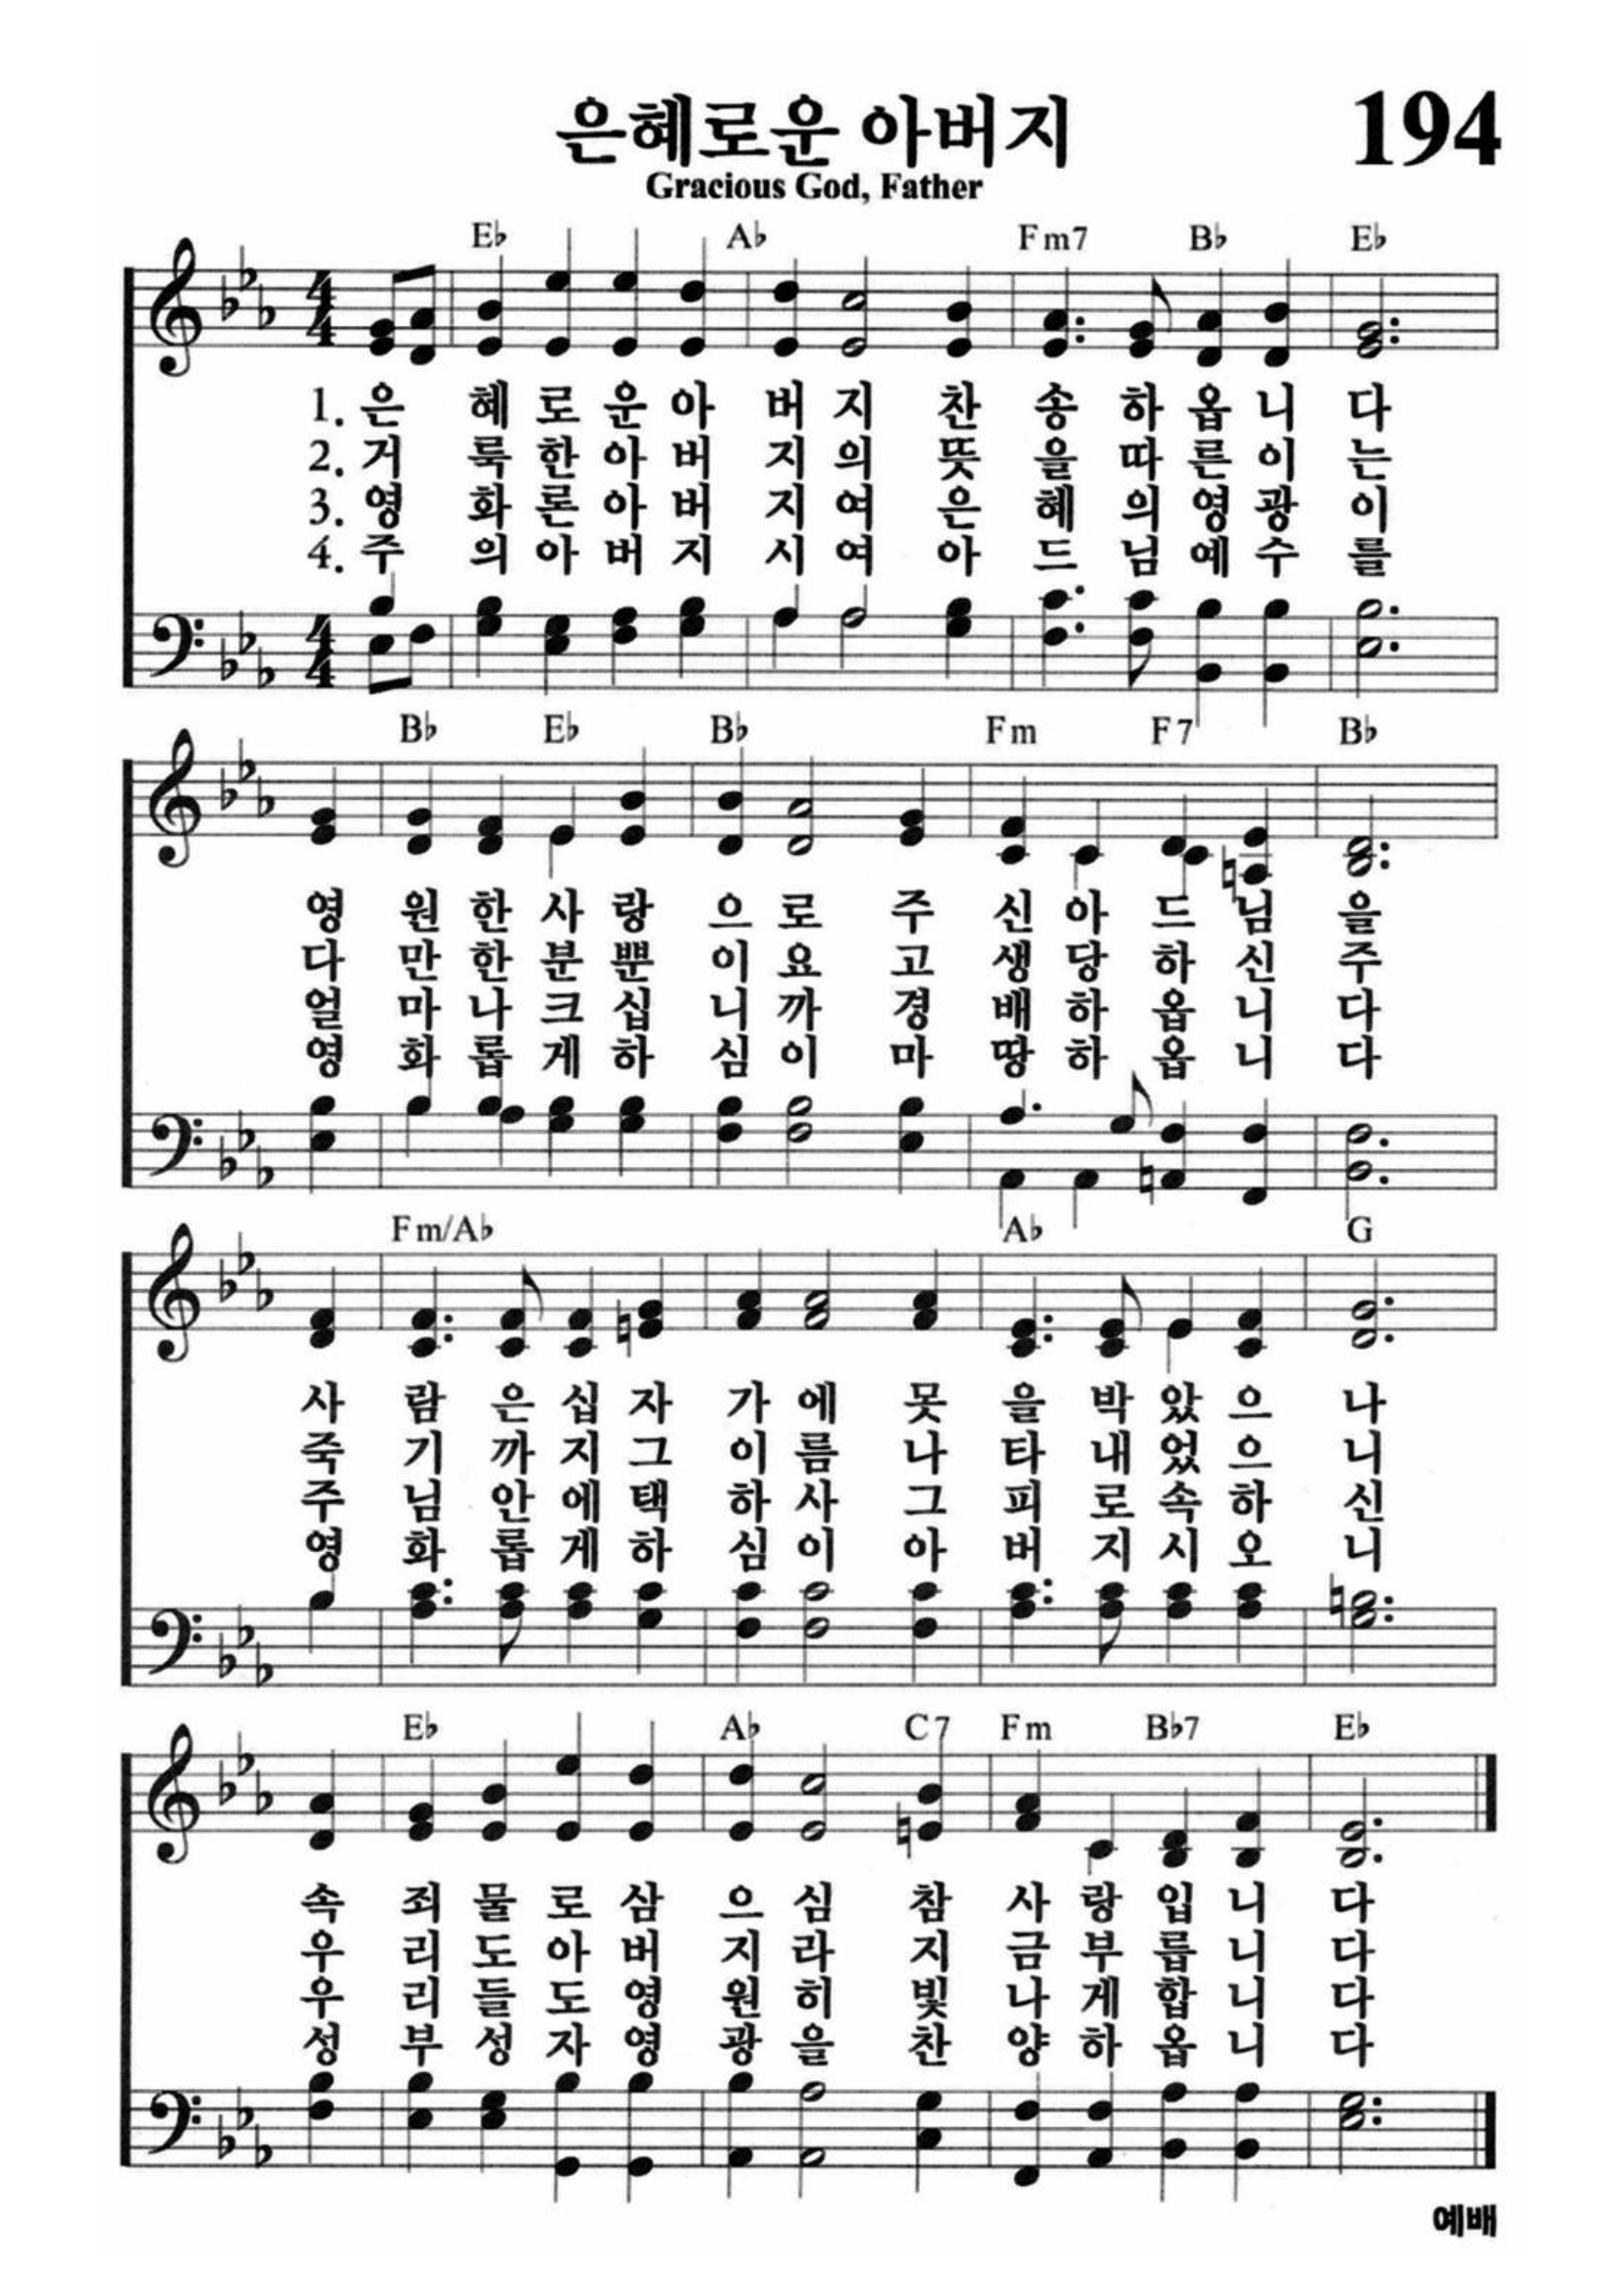 은혜로운 아버지 194
Gracious God, Father
E♭ A♭ Fm7 B♭ E♭
1. 은 혜 로 운 아 버 지 찬 송 하 옵 니 다
2. 거 룩 한 아 버 지 의 뜻 을 따 른 이 는
3. 영 화 론 아 버 지 여 은 혜 의 영 광 이
4. 주 의 아 버 지 시 여 아 드 님 예 수 를
B♭ E♭ B♭ Fm F7 B♭
영 원 한 사 랑 으 로 주 신 아 드 님 을
다 만 한 분 뿐 이 요 고 생 당 하 신 주
얼 마 나 크 십 니 까 경 배 하 옵 니 다
영 화 롭 게 하 심 이 마 땅 하 옵 니 다
Fm/A♭ A♭ G
사 람 은 십 자 가 에 못 을 박 았 으 나
죽 기 까 지 그 이 름 나 타 내 었 으 니
주 님 안 에 택 하 사 그 피 로 속 하 신
영 화 롭 게 하 심 이 아 버 지 시 오 니
E♭ A♭ C7 Fm B♭7 E♭
속 죄 물 로 삼 으 심 참 사 랑 입 니 다
우 리 도 아 버 지 라 지 금 부 릅 니 다
우 리 들 도 영 원 히 빛 나 게 합 니 다
성 부 성 자 영 광 을 찬 양 하 옵 니 다
예배